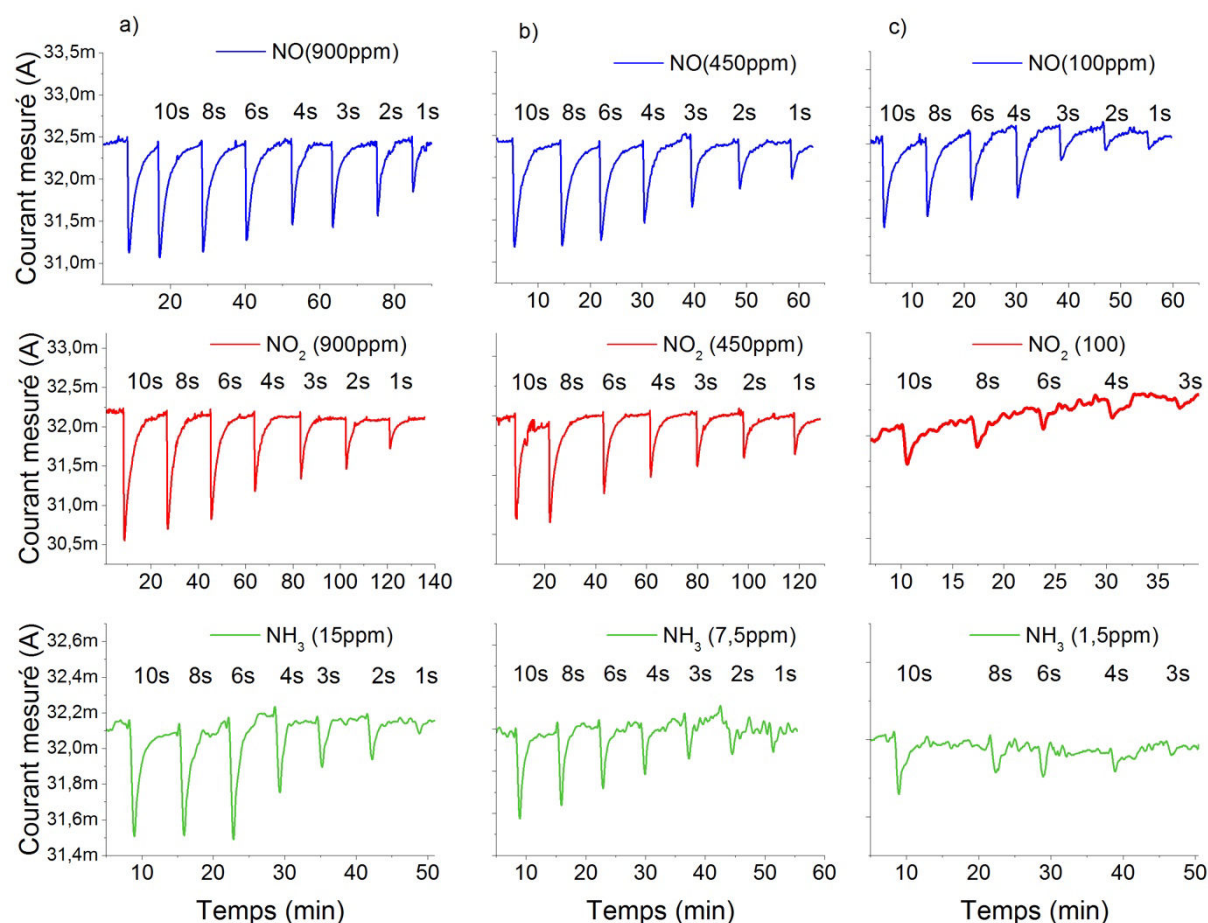 a) b) c)
NO(900ppm)
33,5m
33,0m
32,5m
32,0m
31,5m
31,0m
10s 8s 6s 4s 3s 2s 1s
20 40 60 80
NO(450ppm)
10s 8s 6s 4s 3s 2s 1s
10 20 30 40 50 60
NO(100ppm)
10s 8s 6s 4s 3s 2s 1s
10 20 30 40 50 60
Courant mesuré (A)
NO2 (900ppm)
33,0m
32,5m
32,0m
31,5m
31,0m
30,5m
10s 8s 6s 4s 3s 2s 1s
20 40 60 80 100 120 140
NO2 (450ppm)
10s 8s 6s 4s 3s 2s 1s
20 40 60 80 100 120
NO2 (100)
10s 8s 6s 4s 3s
10 15 20 25 30 35
Courant mesuré (A)
NH3 (15ppm)
32,6m
32,4m
32,2m
32,0m
31,8m
31,6m
31,4m
10s 8s 6s 4s 3s 2s 1s
10 20 30 40 50
NH3 (7,5ppm)
10s 8s 6s 4s 3s 2s 1s
10 20 30 40 50 60
NH3 (1,5ppm)
10s 8s 6s 4s 3s
10 20 30 40 50
Courant mesuré (A)
Temps (min) Temps (min) Temps (min)